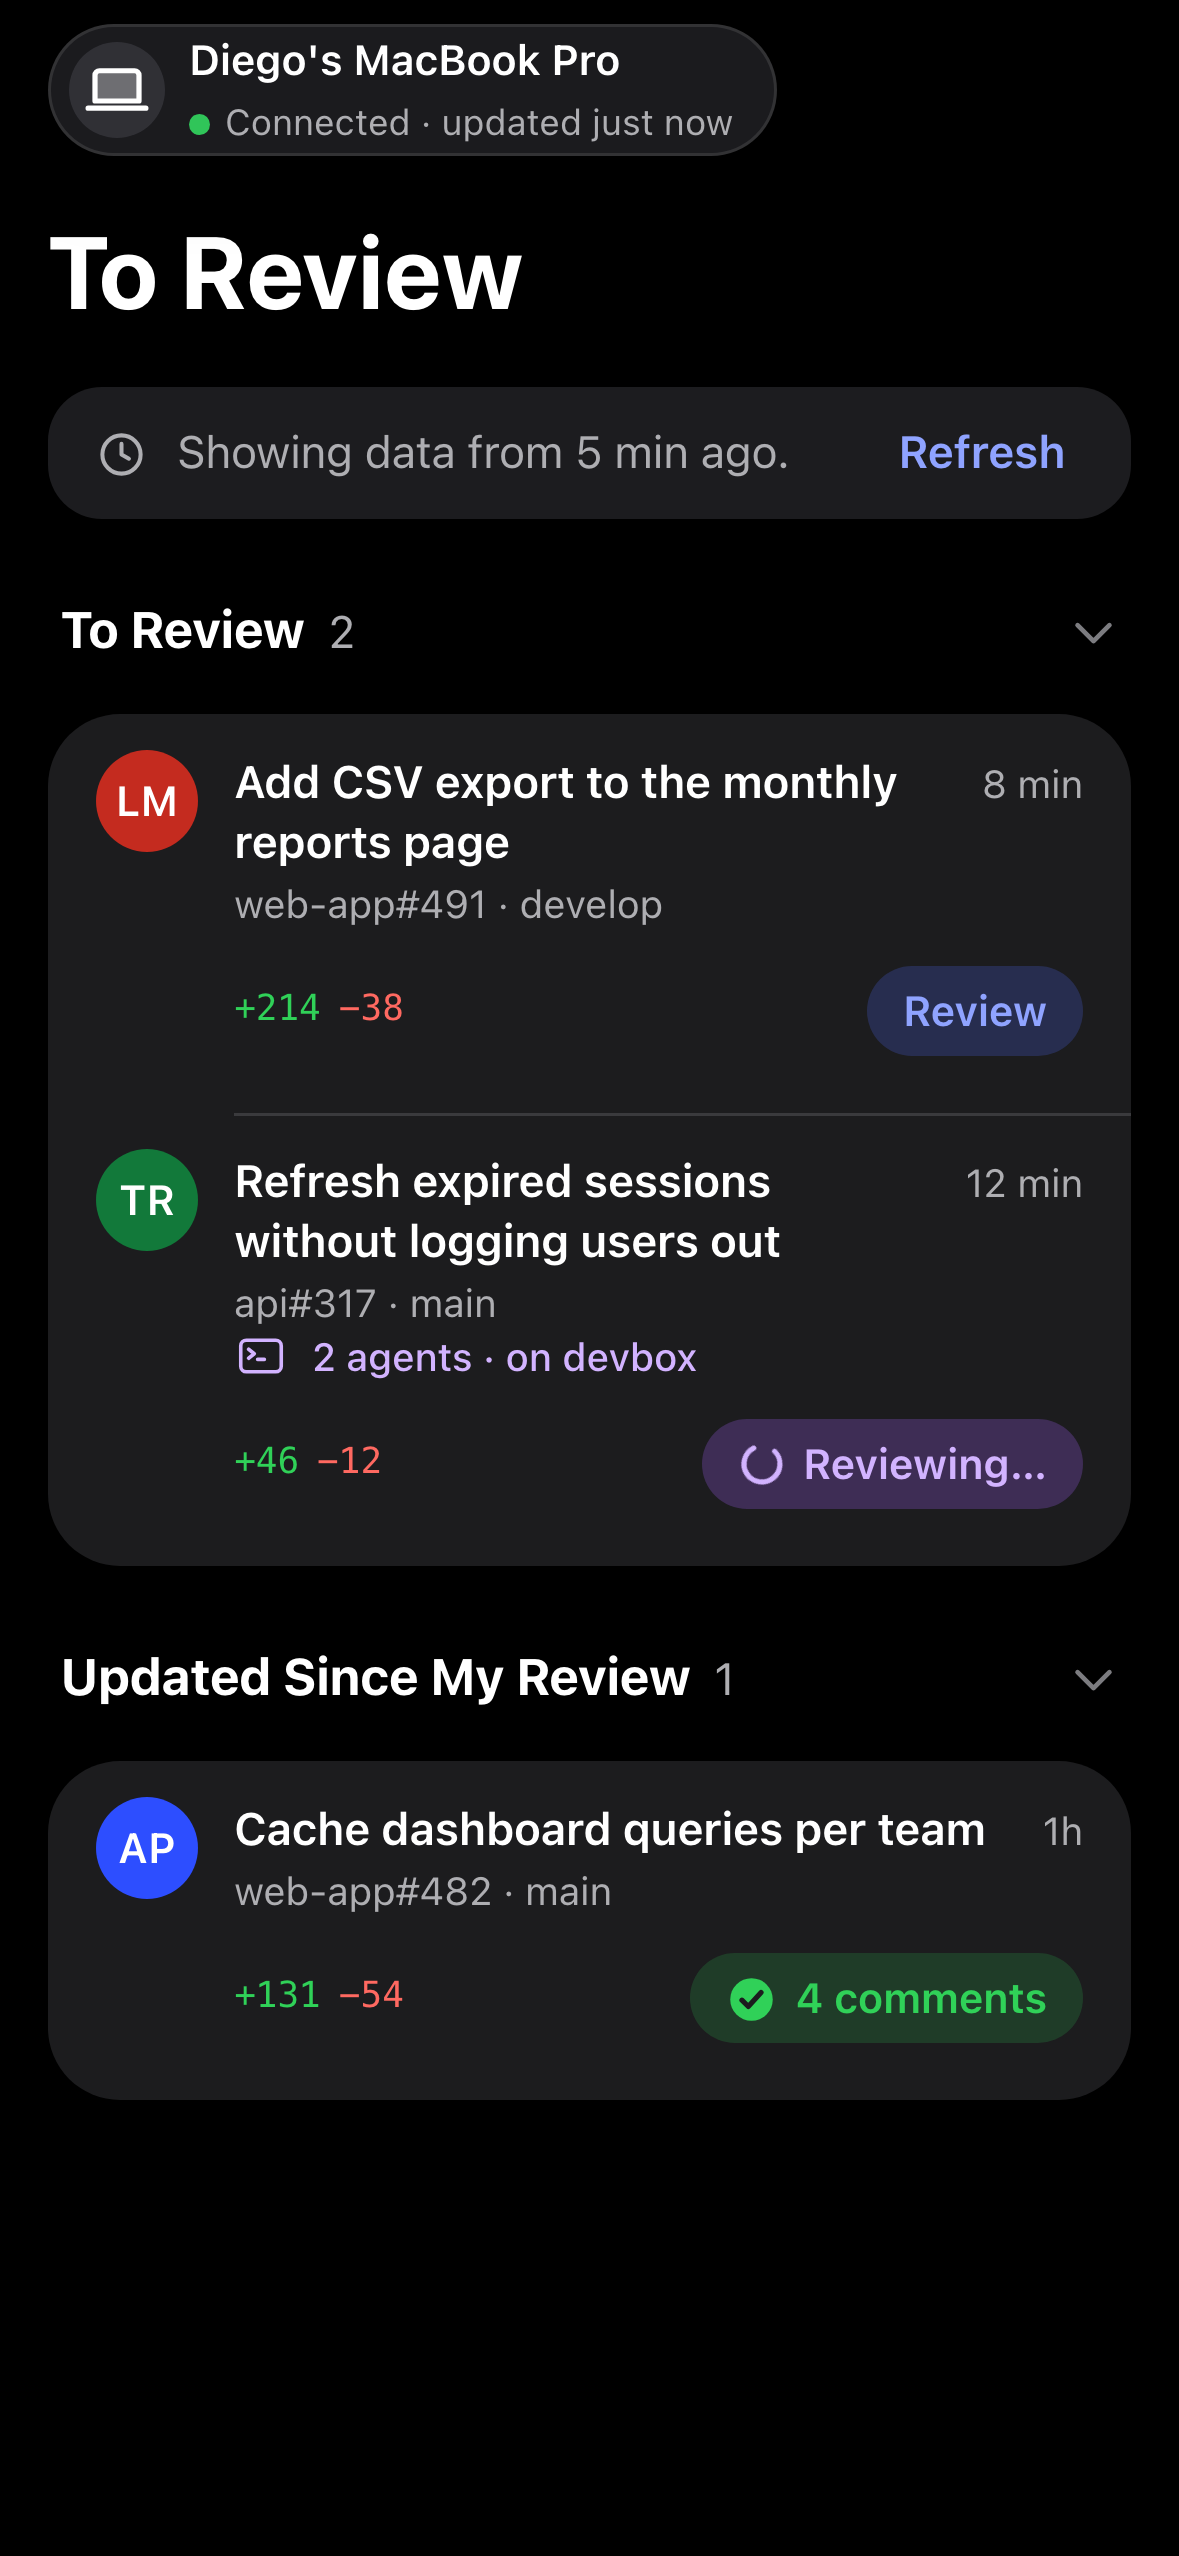 Diego's MacBook Pro
Connected · updated just now
To Review
Showing data from 5 min ago.
Refresh
To Review 2
LM
Add CSV export to the monthly
reports page
8 min
web-app#491 · develop
+214 −38
Review
TR
Refresh expired sessions
without logging users out
12 min
api#317 · main
2 agents · on devbox
+46 −12
Reviewing...
Updated Since My Review 1
AP
Cache dashboard queries per team
1h
web-app#482 · main
+131 −54
4 comments